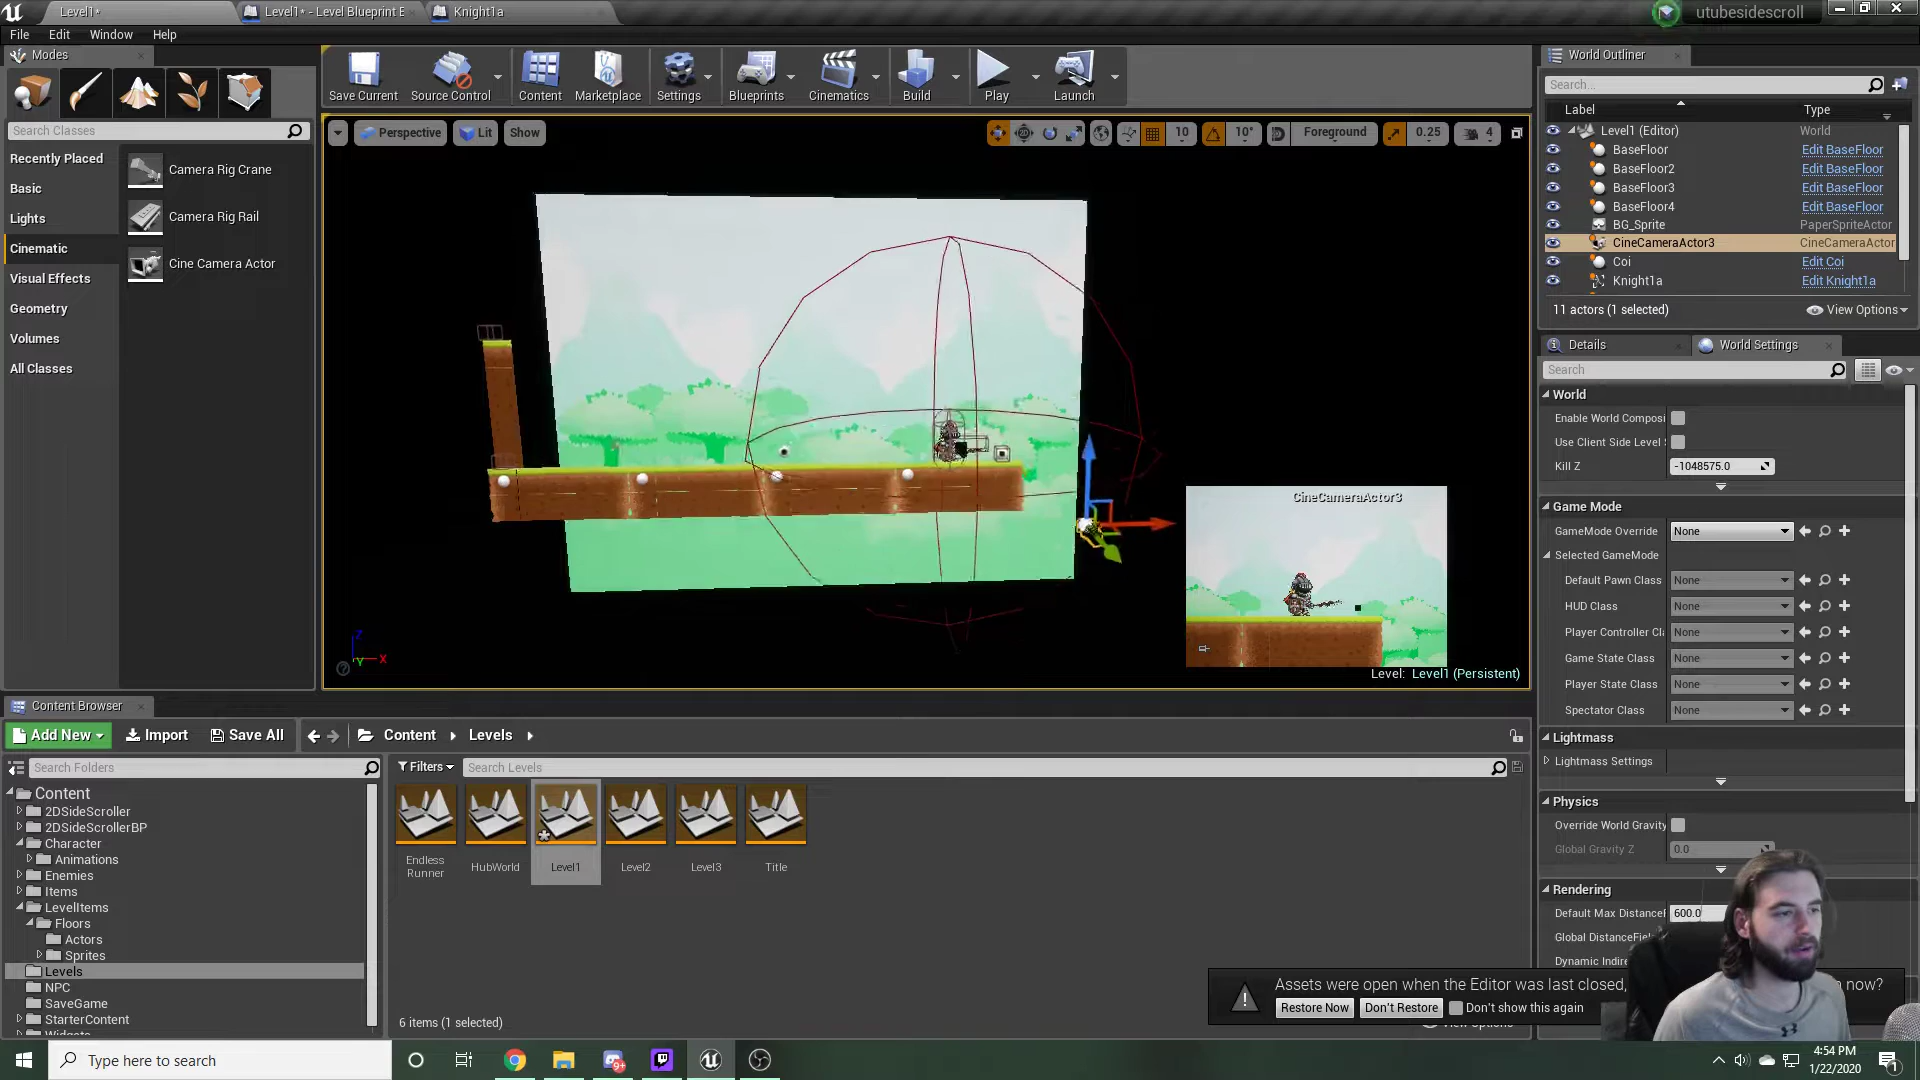 Level1*
Level1* - Level Blueprint E
Knight1a
utubesidescroll
File Edit Window Help
Modes
Search Classes
Recently Placed
Basic
Lights
Cinematic
Visual Effects
Geometry
Volumes
All Classes
Camera Rig Crane
Camera Rig Rail
Cine Camera Actor
Save Current
Source Control
Content
Marketplace
Settings
Blueprints
Cinematics
Build
Play
Launch
Perspective
Lit
Show
10
10°
Foreground
0.25
4
CineCameraActor3
Level: Level1 (Persistent)
Z
X
Y
World Outliner
Search...
Label Type
Level1 (Editor) World
BaseFloor Edit BaseFloor
BaseFloor2 Edit BaseFloor
BaseFloor3 Edit BaseFloor
BaseFloor4 Edit BaseFloor
BG_Sprite PaperSpriteActor
CineCameraActor3 CineCameraActor
Coi Edit Coi
Knight1a Edit Knight1a
11 actors (1 selected)
View Options
Details
World Settings
Search
World
Enable World Composi
Use Client Side Level
Kill Z -1048575.0
Game Mode
GameMode Override None
Selected GameMode
Default Pawn Class None
HUD Class None
Player Controller Cl None
Game State Class None
Player State Class None
Spectator Class None
Lightmass
Lightmass Settings
Physics
Override World Gravity
Global Gravity Z 0.0
Rendering
Default Max DistanceF 600.0
Global DistanceFiel
Dynamic Indire
Content Browser
Add New
Import
Save All
Content
Levels
Search Folders
Filters
Search Levels
Content
2DSideScroller
2DSideScrollerBP
Character
Animations
Enemies
Items
LevelItems
Floors
Actors
Sprites
Levels
NPC
SaveGame
StarterContent
Widgets
Endless
Runner
HubWorld
Level1
Level2
Level3
Title
6 items (1 selected)
View Options
Assets were open when the Editor was last closed,
now?
Restore Now
Don't Restore
Don't show this again
Type here to search
9+
4:54 PM
1/22/2020
1